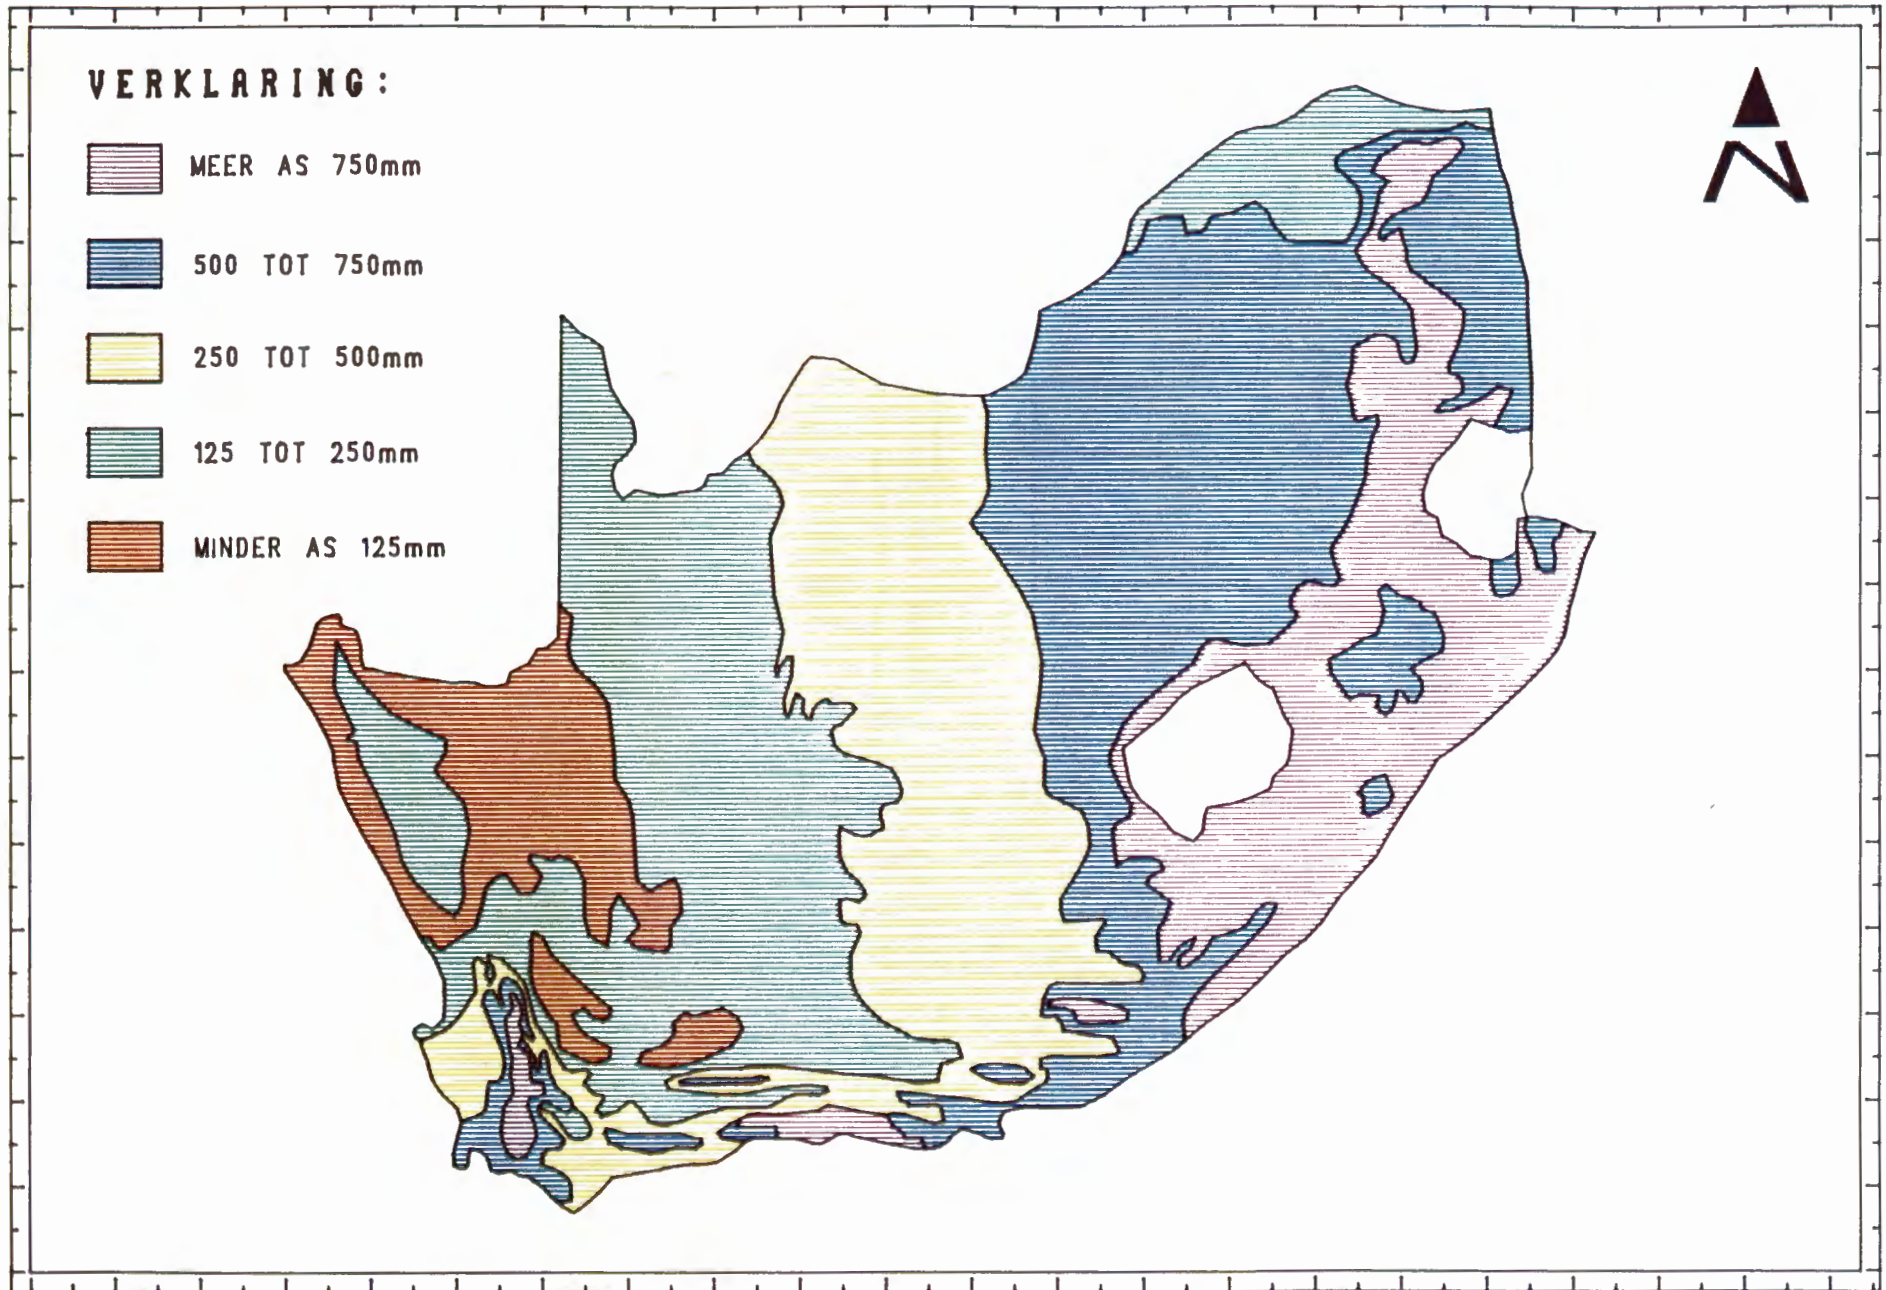 VERKLARING:
MEER AS 750mm
500 TOT 750mm
250 TOT 500mm
125 TOT 250mm
MINDER AS 125mm
N